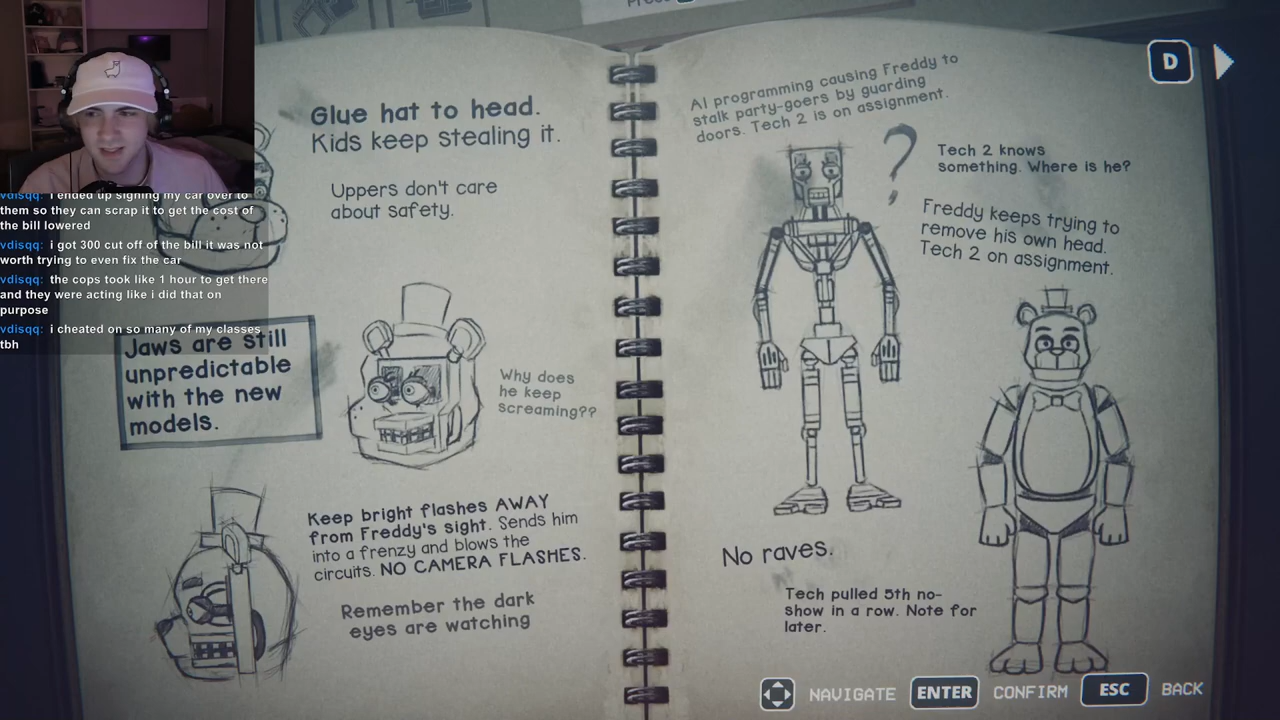 D
Glue hat to head.
Kids keep stealing it.
Uppers don't care
about safety.
vdisqq: i ended up signing my car over to
them so they can scrap it to get the cost of
the bill lowered
vdisqq: i got 300 cut off of the bill it was not
worth trying to even fix the car
vdisqq: the cops took like 1 hour to get there
and they were acting like i did that on
purpose
vdisqq: i cheated on so many of my classes
tbh
Jaws are still
unpredictable
with the new
models.
Why does
he keep
screaming??
Keep bright flashes AWAY
from Freddy's sight. Sends him
into a frenzy and blows the
circuits. NO CAMERA FLASHES.
Remember the dark
eyes are watching
AI programming causing Freddy to
stalk party-goers by guarding
doors. Tech 2 is on assignment.
?
Tech 2 knows
something. Where is he?
Freddy keeps trying to
remove his own head.
Tech 2 on assignment.
No raves.
Tech pulled 5th no-
show in a row. Note for
later.
NAVIGATE ENTER CONFIRM ESC BACK